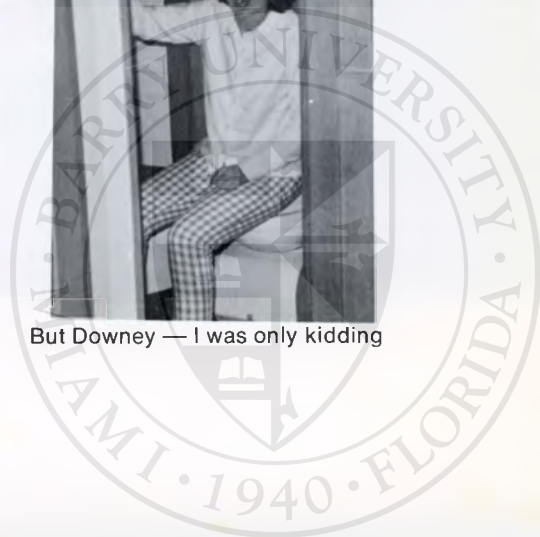 BARRY UNIVERSITY
But Downey — I was only kidding
MIAMI • 1940 • FLORIDA